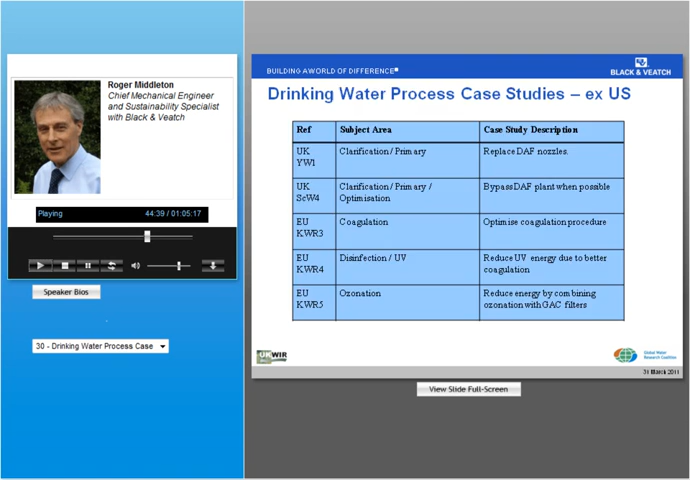 Roger Middleton
Chief Mechanical Engineer
and Sustainability Specialist
with Black & Veatch
Playing 44:39 / 01:05:17
Speaker Bios
30 - Drinking Water Process Case
BUILDING A WORLD OF DIFFERENCE
BLACK & VEATCH
Drinking Water Process Case Studies – ex US
Ref Subject Area Case Study Description
UK YW1 Clarification / Primary Replace DAF nozzles.
UK ScW4 Clarification / Primary / Optimisation Bypass DAF plant when possible
EU KWR3 Coagulation Optimise coagulation procedure
EU KWR4 Disinfection / UV Reduce UV energy due to better coagulation
EU KWR5 Ozonation Reduce energy by combining ozonation with GAC filters
UKWIR
Global Water
Research Coalition
31 March 2011
View Slide Full-Screen